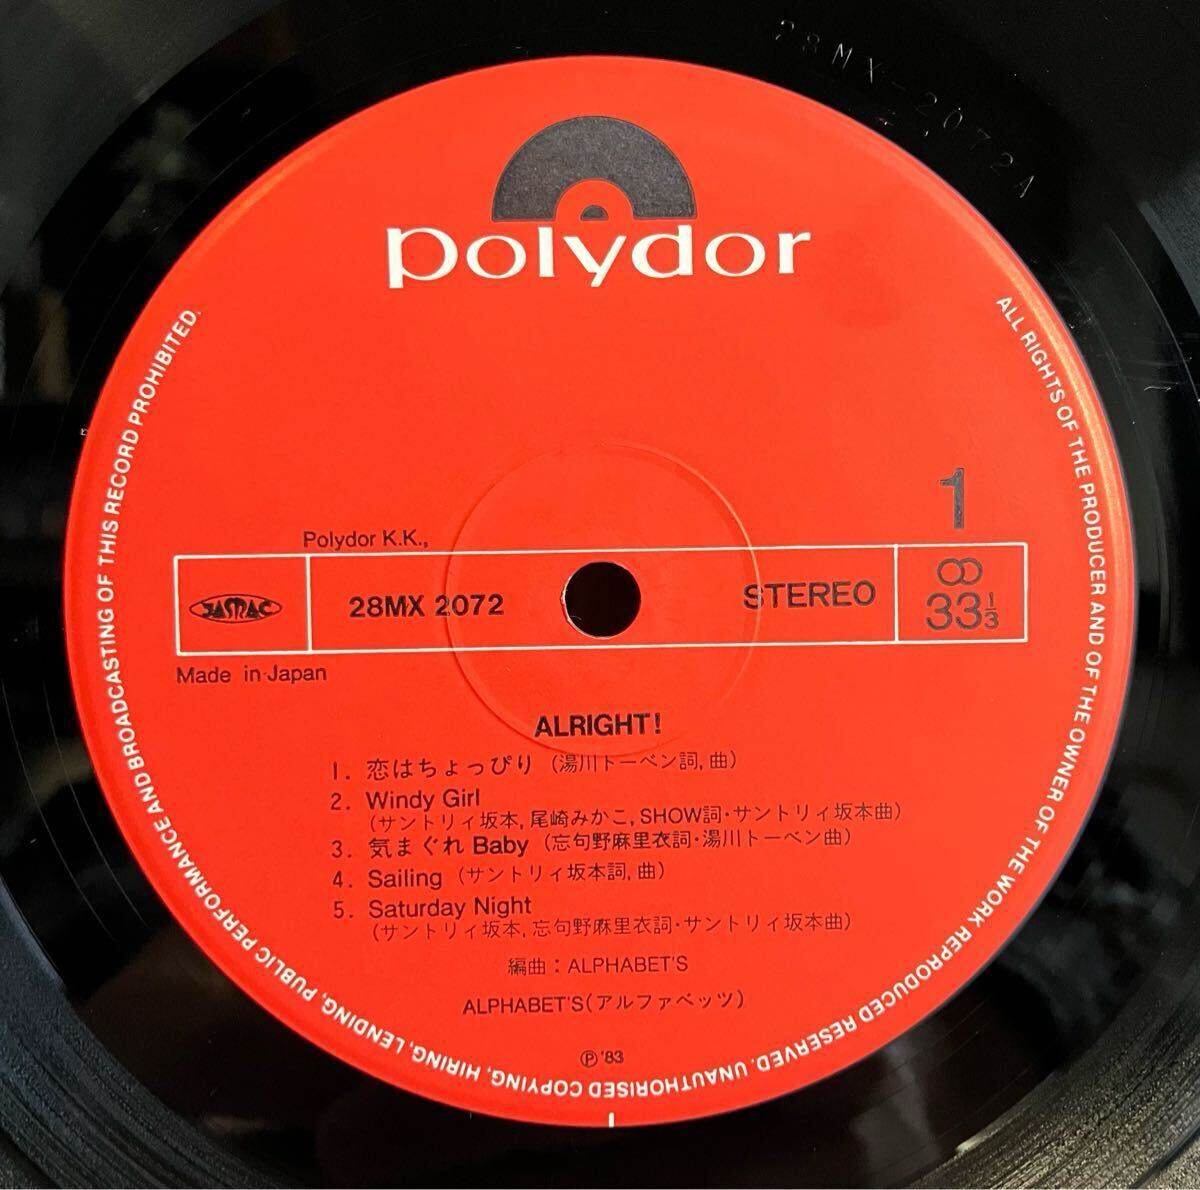 28MX-2072A
polydor
1
Polydor K.K.,
JASRAC
28MX 2072
STEREO
33 1/3
Made in Japan
ALRIGHT!
1. 恋はちょっぴり (湯川トーベン詞, 曲)
2. Windy Girl
(サントリィ坂本, 尾崎みかこ, SHOW詞・サントリィ坂本曲)
3. 気まぐれ Baby (忘句野麻里衣詞・湯川トーベン曲)
4. Sailing (サントリィ坂本詞, 曲)
5. Saturday Night
(サントリィ坂本, 忘句野麻里衣詞・サントリィ坂本曲)
編曲: ALPHABET'S
ALPHABET'S(アルファベッツ)
Ⓟ '83
ALL RIGHTS OF THE PRODUCER AND OF THE OWNER OF THE WORK REPRODUCED RESERVED. UNAUTHORISED COPYING, HIRING, LENDING, PUBLIC PERFORMANCE AND BROADCASTING OF THIS RECORD PROHIBITED.